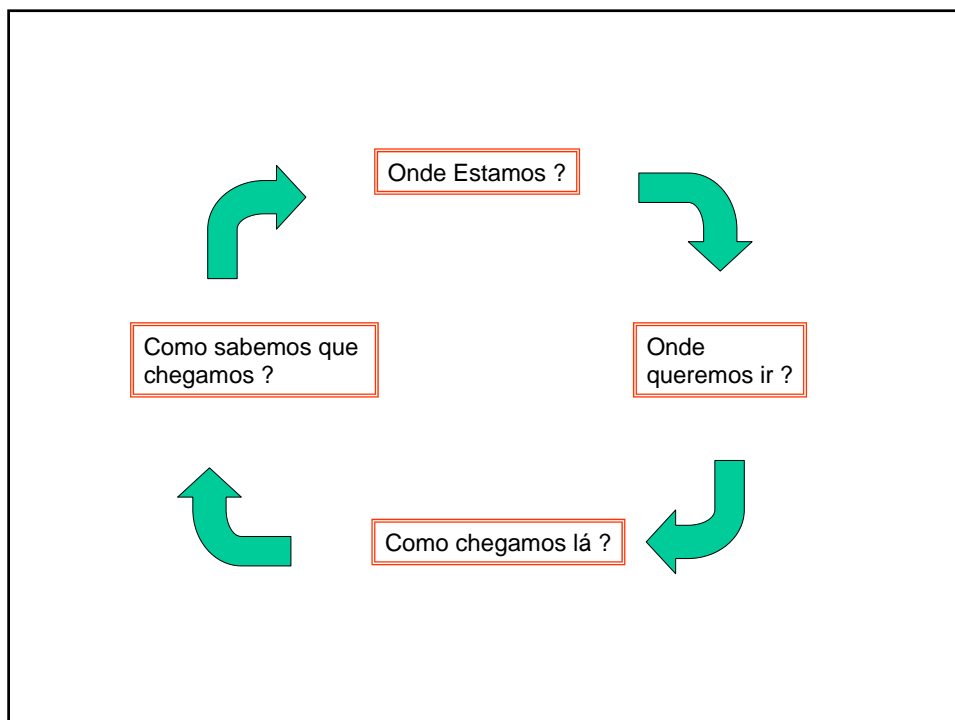 Onde Estamos ?
Como sabemos que
chegamos ?
Onde
queremos ir ?
Como chegamos lá ?